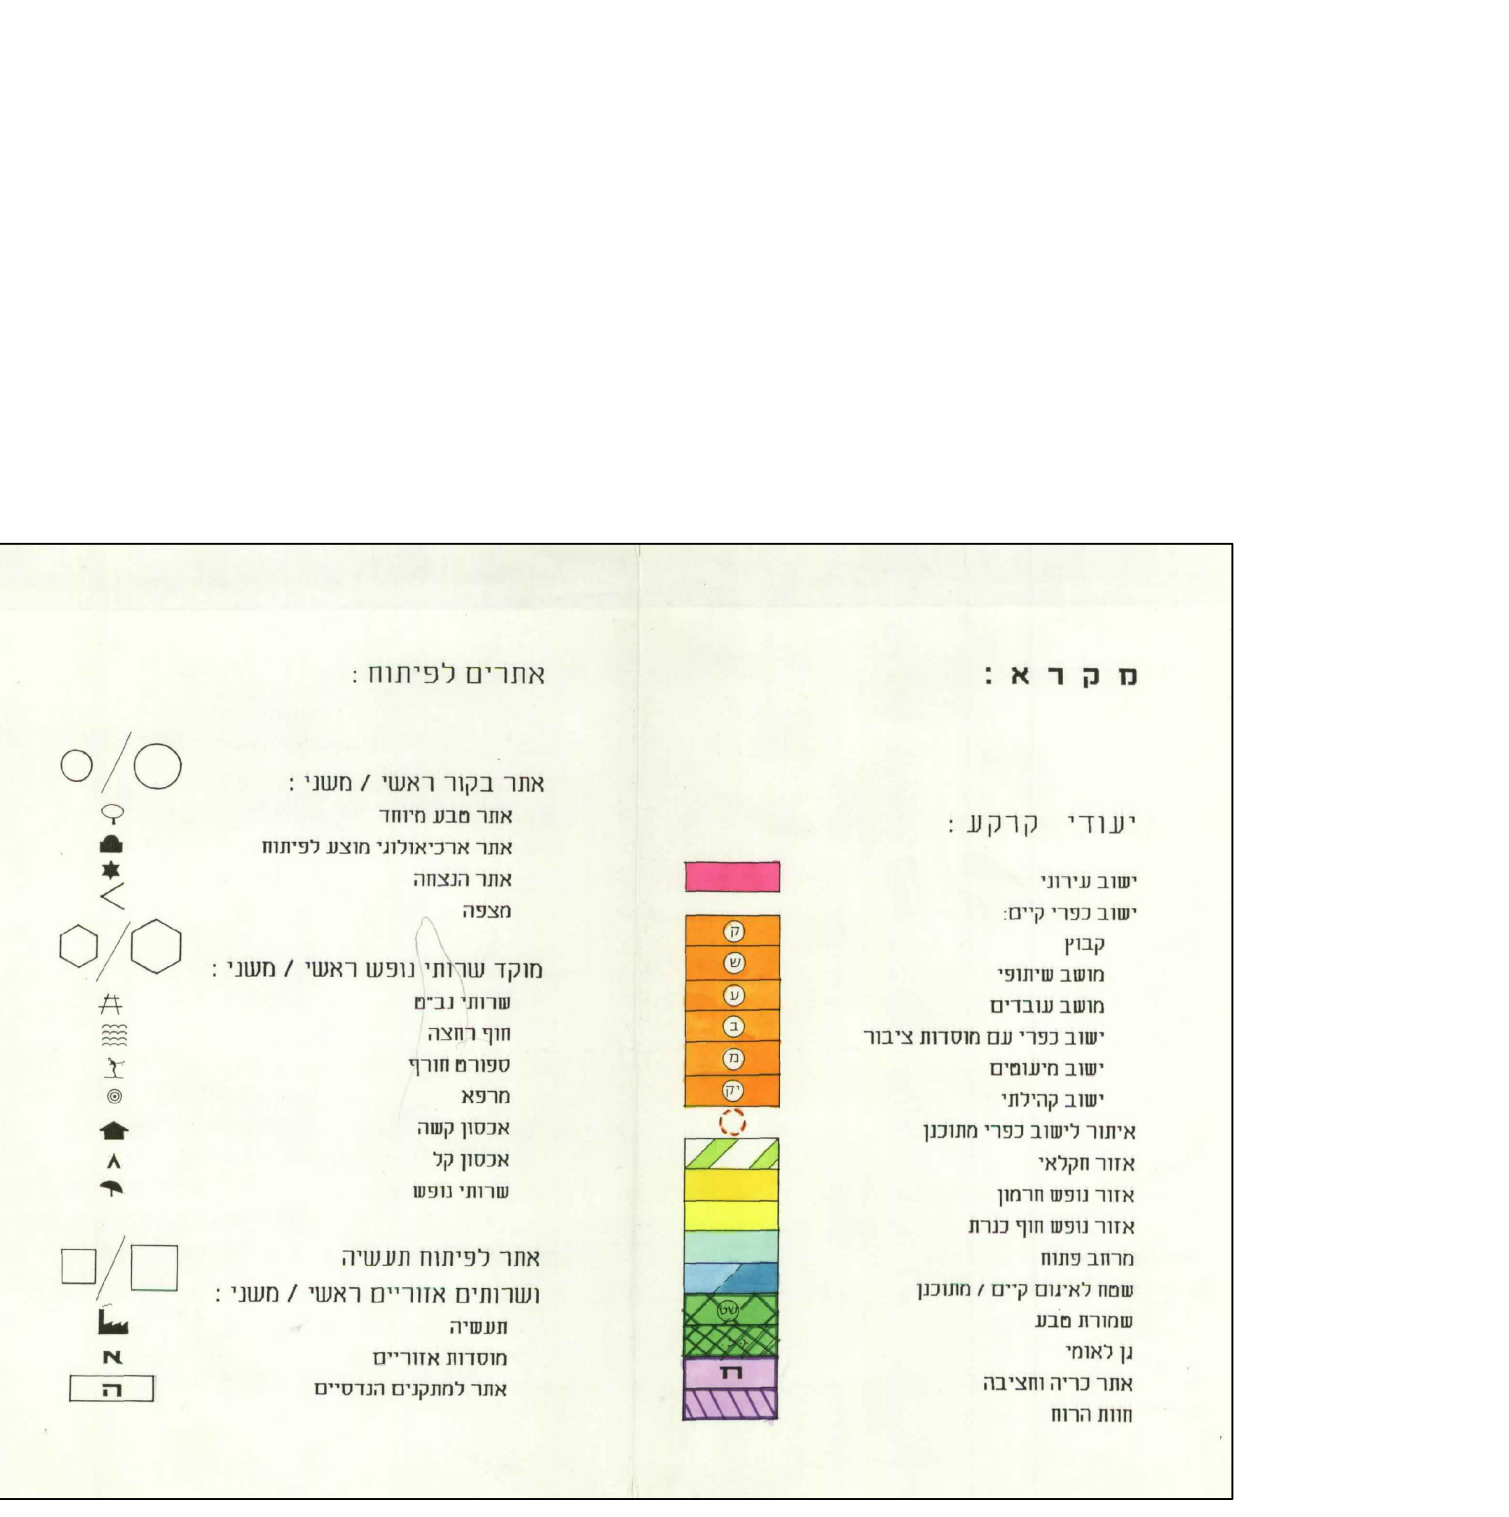 מקרא :
יעודי קרקע :
ישוב עירוני
ישוב כפרי קיים:
קבוץ
ק
מושב שיתופי
ש
מושב עובדים
ע
ישוב כפרי עם מוסדות ציבור
ב
ישוב מיעוטים
מ
ישוב קהילתי
יק
איתור לישוב כפרי מתוכנן
אזור חקלאי
אזור נופש חרמון
אזור נופש חוף כנרת
מרחב פתוח
שטח לאיגום קיים / מתוכנן
שמורת טבע
שט
גן לאומי
אתר כריה וחציבה
ח
חוות הרוח
אתרים לפיתוח :
אתר בקור ראשי / משני :
אתר טבע מיוחד
אתר ארכיאולוגי מוצע לפיתוח
אתר הנצחה
מצפה
מוקד שרותי נופש ראשי / משני :
שרותי גב"ט
חוף רחצה
ספורט חורף
מרפא
אכסון קשה
אכסון קל
שרותי נופש
אתר לפיתוח תעשיה
ושרותים אזוריים ראשי / משני :
תעשיה
מוסדות אזוריים
א
אתר למתקנים הנדסיים
ה